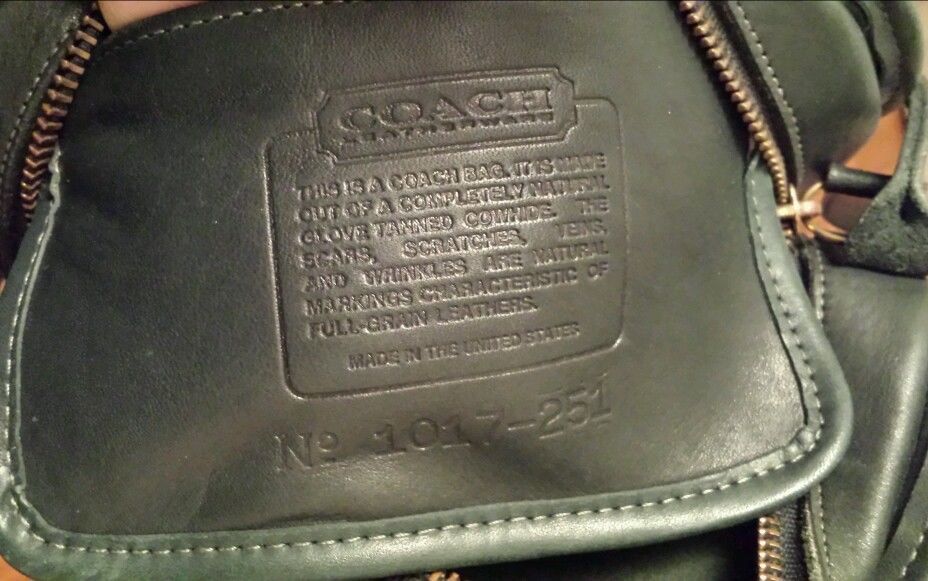 COACH
LEATHERWARE
THIS IS A COACH BAG. IT IS MADE
OUT OF A COMPLETELY NATURAL
GLOVE TANNED COWHIDE. THE
SCARS, SCRATCHES, VEINS,
AND WRINKLES ARE NATURAL
MARKINGS CHARACTERISTIC OF
FULL-GRAIN LEATHERS.
MADE IN THE UNITED STATES
Nº 1017-251